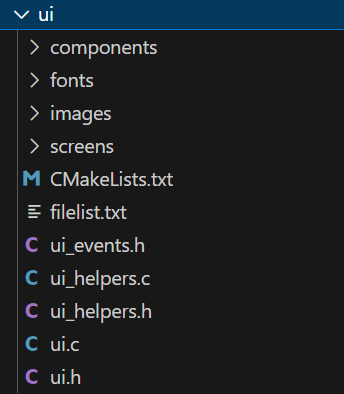 ui
components
fonts
images
screens
CMakeLists.txt
filelist.txt
ui_events.h
ui_helpers.c
ui_helpers.h
ui.c
ui.h